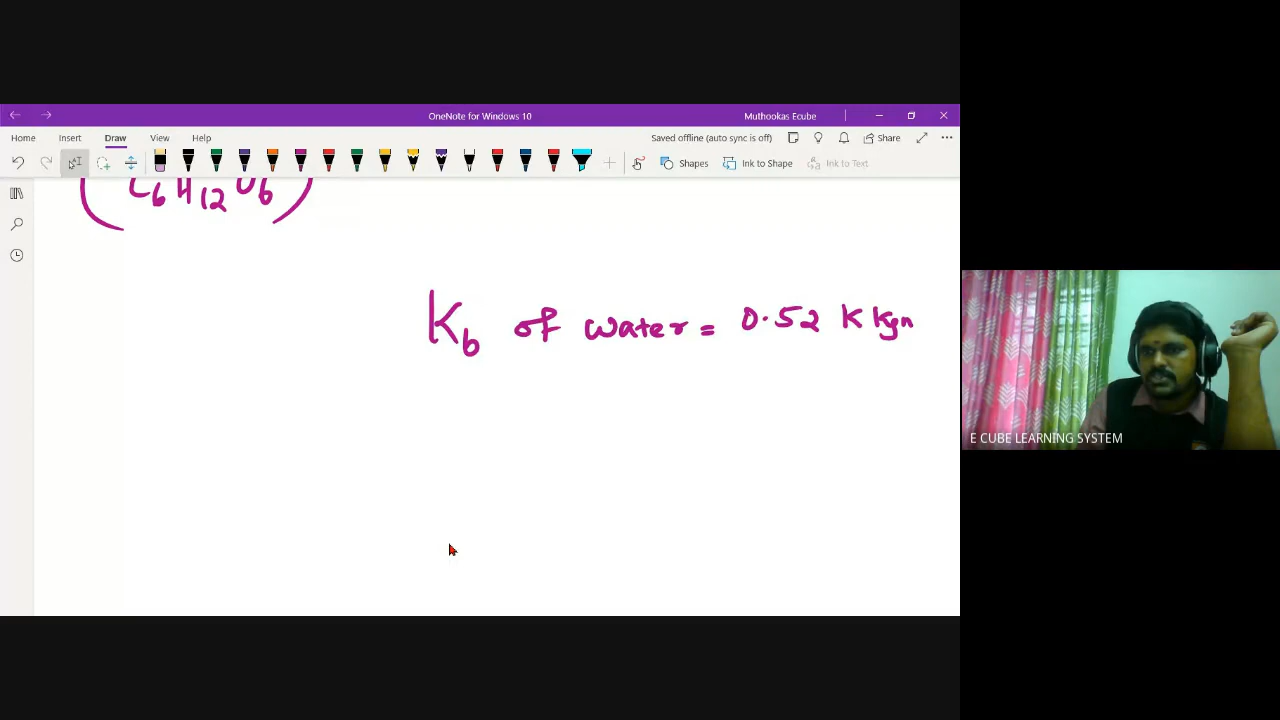 OneNote for Windows 10
Muthookas Ecube
Home Insert Draw View Help
Saved offline (auto sync is off)
Share
Shapes
Ink to Shape
Ink to Text
( C6H12O6 )
Kb of water = 0.52 K Kgn
E CUBE LEARNING SYSTEM